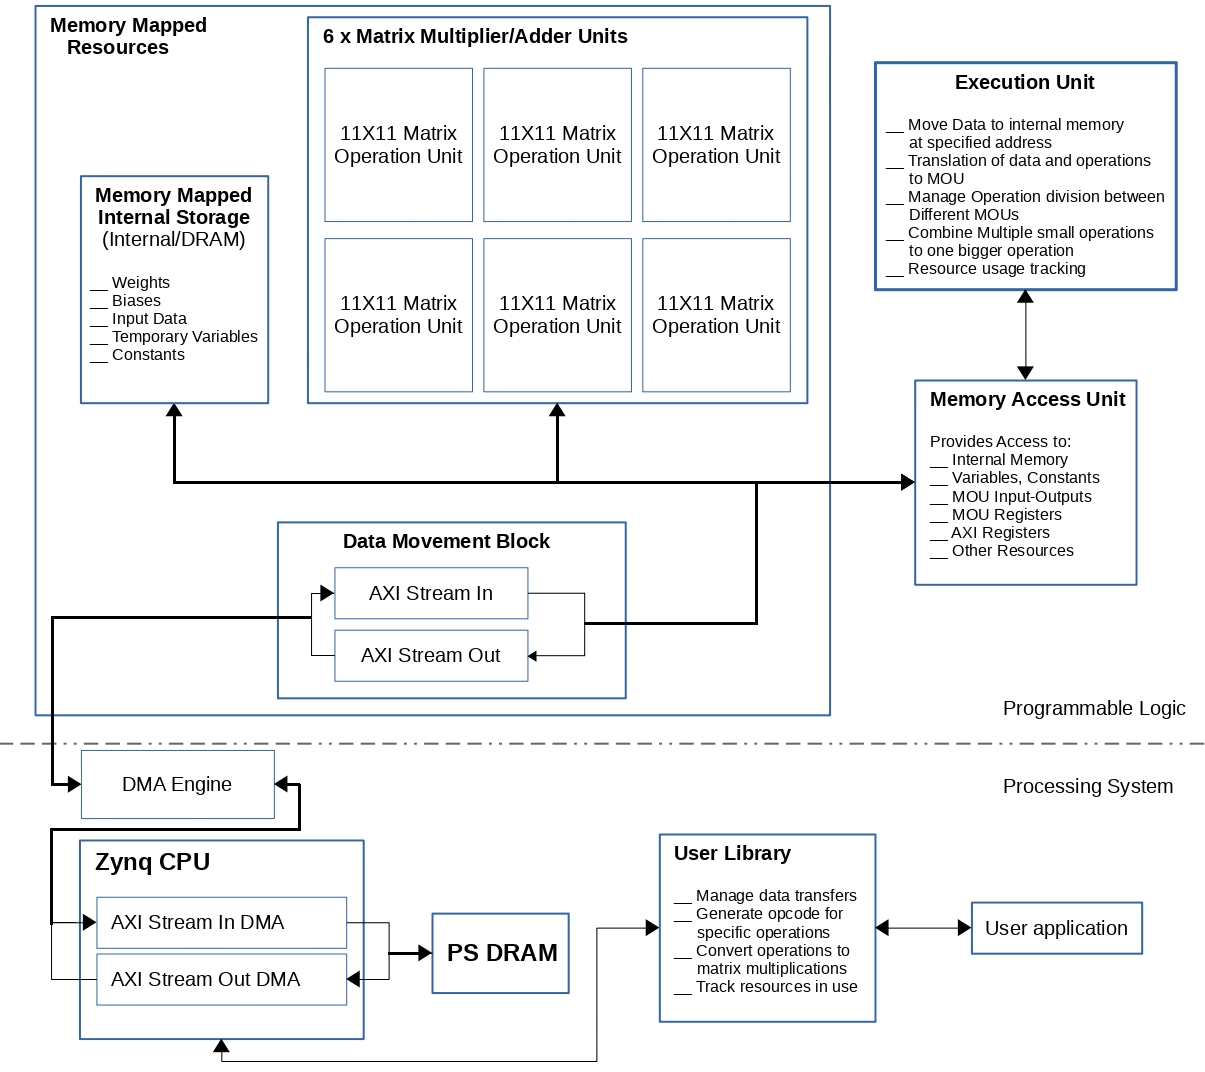 Memory Mapped
Resources
6 x Matrix Multiplier/Adder Units
11X11 Matrix
Operation Unit
11X11 Matrix
Operation Unit
11X11 Matrix
Operation Unit
11X11 Matrix
Operation Unit
11X11 Matrix
Operation Unit
11X11 Matrix
Operation Unit
Memory Mapped
Internal Storage
(Internal/DRAM)
__ Weights
__ Biases
__ Input Data
__ Temporary Variables
__ Constants
Execution Unit
__ Move Data to internal memory
at specified address
__ Translation of data and operations
to MOU
__ Manage Operation division between
Different MOUs
__ Combine Multiple small operations
to one bigger operation
__ Resource usage tracking
Memory Access Unit
Provides Access to:
__ Internal Memory
__ Variables, Constants
__ MOU Input-Outputs
__ MOU Registers
__ AXI Registers
__ Other Resources
Data Movement Block
AXI Stream In
AXI Stream Out
Programmable Logic
Processing System
DMA Engine
Zynq CPU
AXI Stream In DMA
AXI Stream Out DMA
PS DRAM
User Library
__ Manage data transfers
__ Generate opcode for
specific operations
__ Convert operations to
matrix multiplications
__ Track resources in use
User application